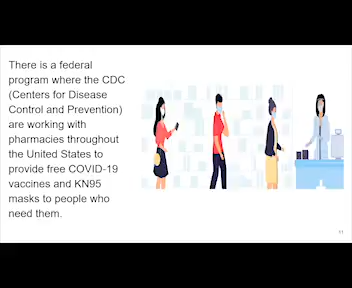 There is a federal
program where the CDC
(Centers for Disease
Control and Prevention)
are working with
pharmacies throughout
the United States to
provide free COVID-19
vaccines and KN95
masks to people who
need them.
11